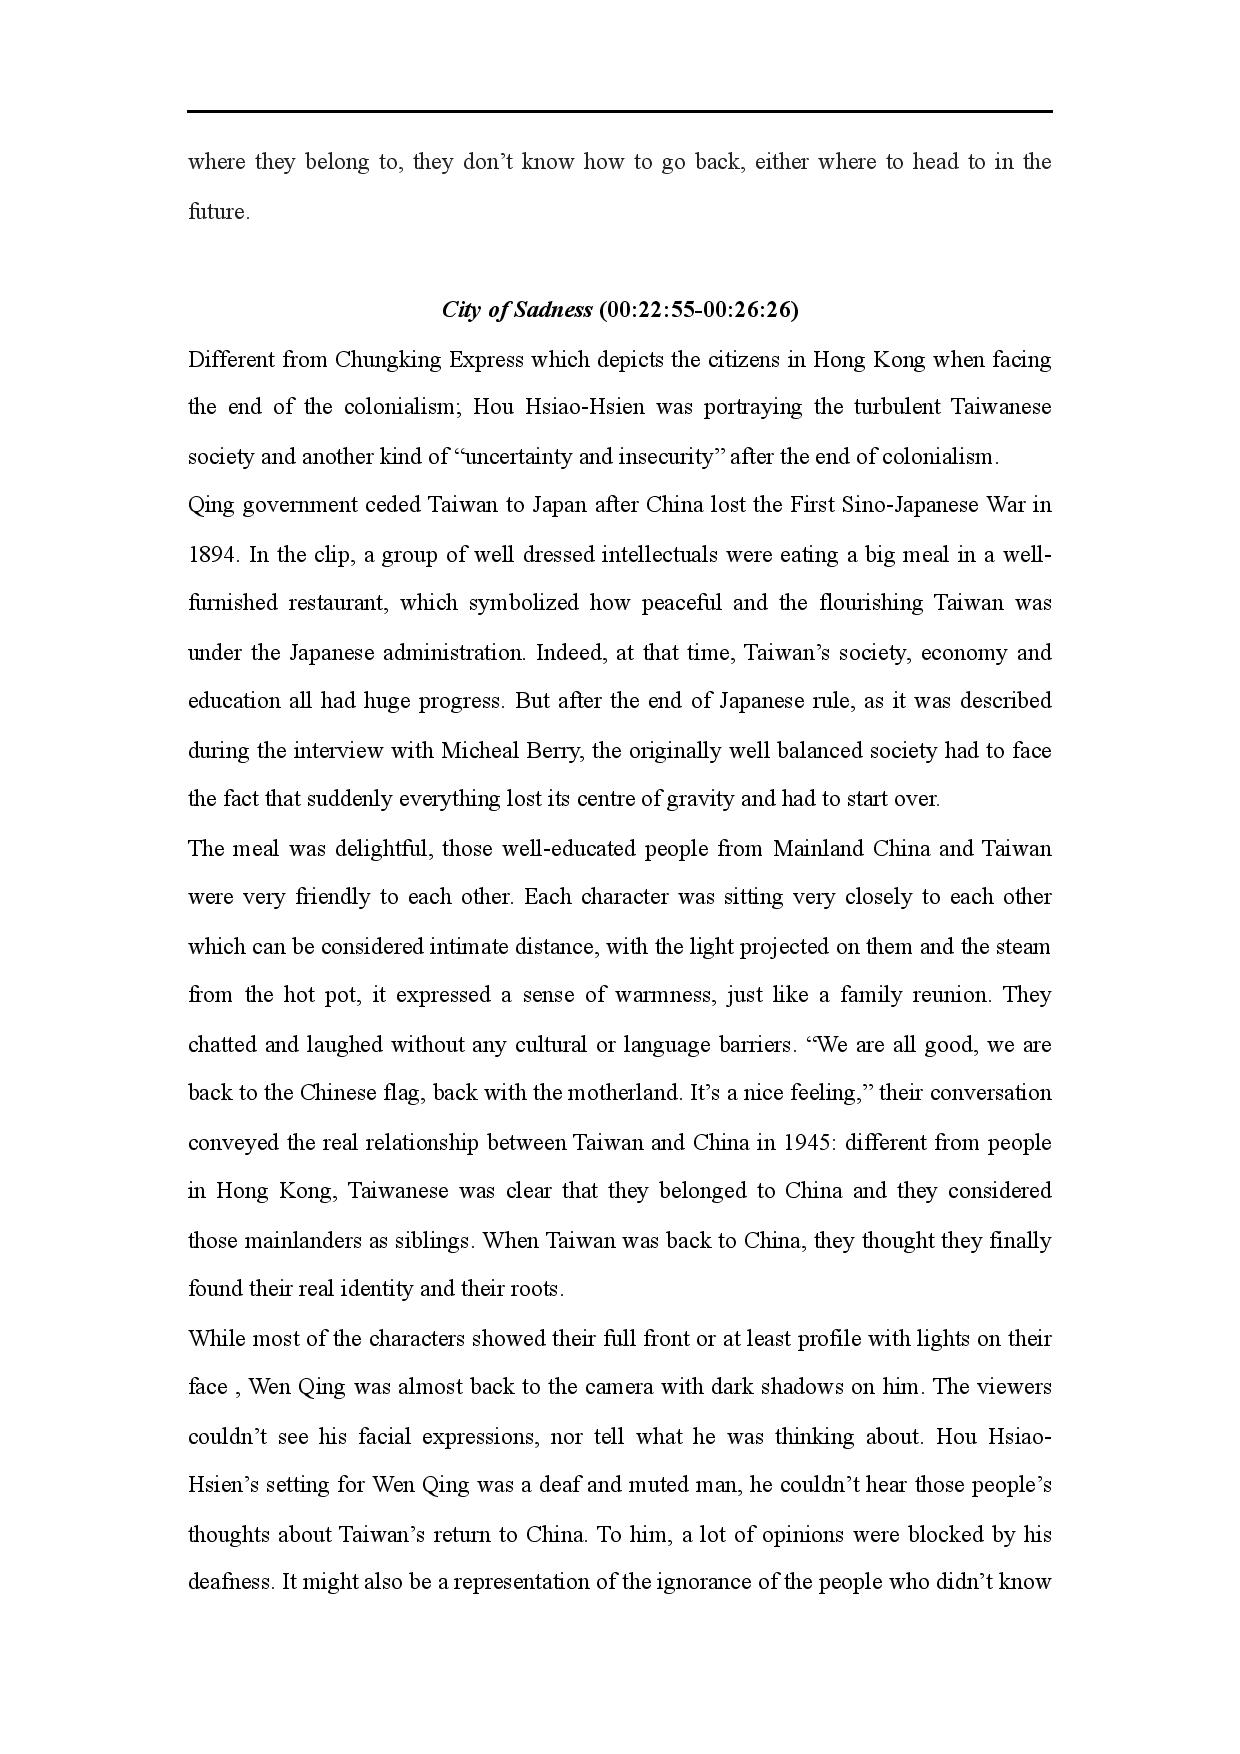 where they belong to, they don’t know how to go back, either where to head to in the
future.
City of Sadness (00:22:55-00:26:26)
Different from Chungking Express which depicts the citizens in Hong Kong when facing
the end of the colonialism; Hou Hsiao-Hsien was portraying the turbulent Taiwanese
society and another kind of “uncertainty and insecurity” after the end of colonialism.
Qing government ceded Taiwan to Japan after China lost the First Sino-Japanese War in
1894. In the clip, a group of well dressed intellectuals were eating a big meal in a well-
furnished restaurant, which symbolized how peaceful and the flourishing Taiwan was
under the Japanese administration. Indeed, at that time, Taiwan’s society, economy and
education all had huge progress. But after the end of Japanese rule, as it was described
during the interview with Micheal Berry, the originally well balanced society had to face
the fact that suddenly everything lost its centre of gravity and had to start over.
The meal was delightful, those well-educated people from Mainland China and Taiwan
were very friendly to each other. Each character was sitting very closely to each other
which can be considered intimate distance, with the light projected on them and the steam
from the hot pot, it expressed a sense of warmness, just like a family reunion. They
chatted and laughed without any cultural or language barriers. “We are all good, we are
back to the Chinese flag, back with the motherland. It’s a nice feeling,” their conversation
conveyed the real relationship between Taiwan and China in 1945: different from people
in Hong Kong, Taiwanese was clear that they belonged to China and they considered
those mainlanders as siblings. When Taiwan was back to China, they thought they finally
found their real identity and their roots.
While most of the characters showed their full front or at least profile with lights on their
face , Wen Qing was almost back to the camera with dark shadows on him. The viewers
couldn’t see his facial expressions, nor tell what he was thinking about. Hou Hsiao-
Hsien’s setting for Wen Qing was a deaf and muted man, he couldn’t hear those people’s
thoughts about Taiwan’s return to China. To him, a lot of opinions were blocked by his
deafness. It might also be a representation of the ignorance of the people who didn’t know